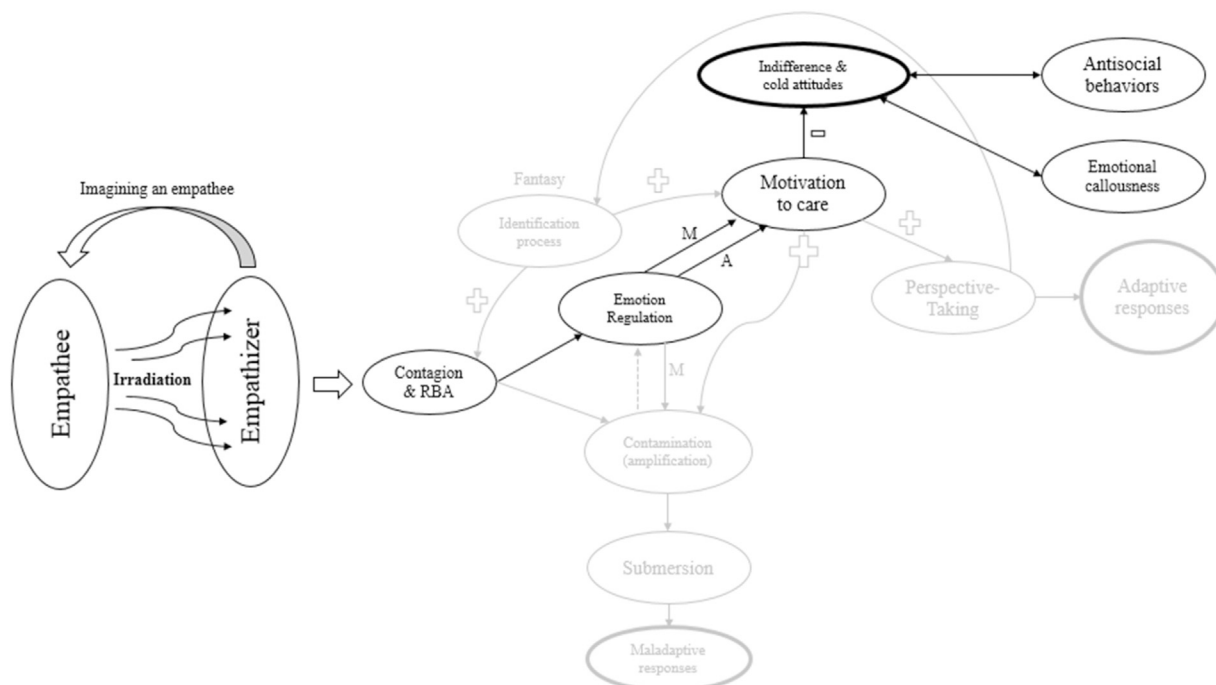 Imagining an empathee
Empathee
Irradiation
Empathizer
Contagion
& RBA
Fantasy
Identification
process
Emotion
Regulation
M
A
M
Motivation
to care
Indifference &
cold attitudes
Antisocial
behaviors
Emotional
callousness
Perspective-
Taking
Adaptive
responses
Contamination
(amplification)
Submersion
Maladaptive
responses